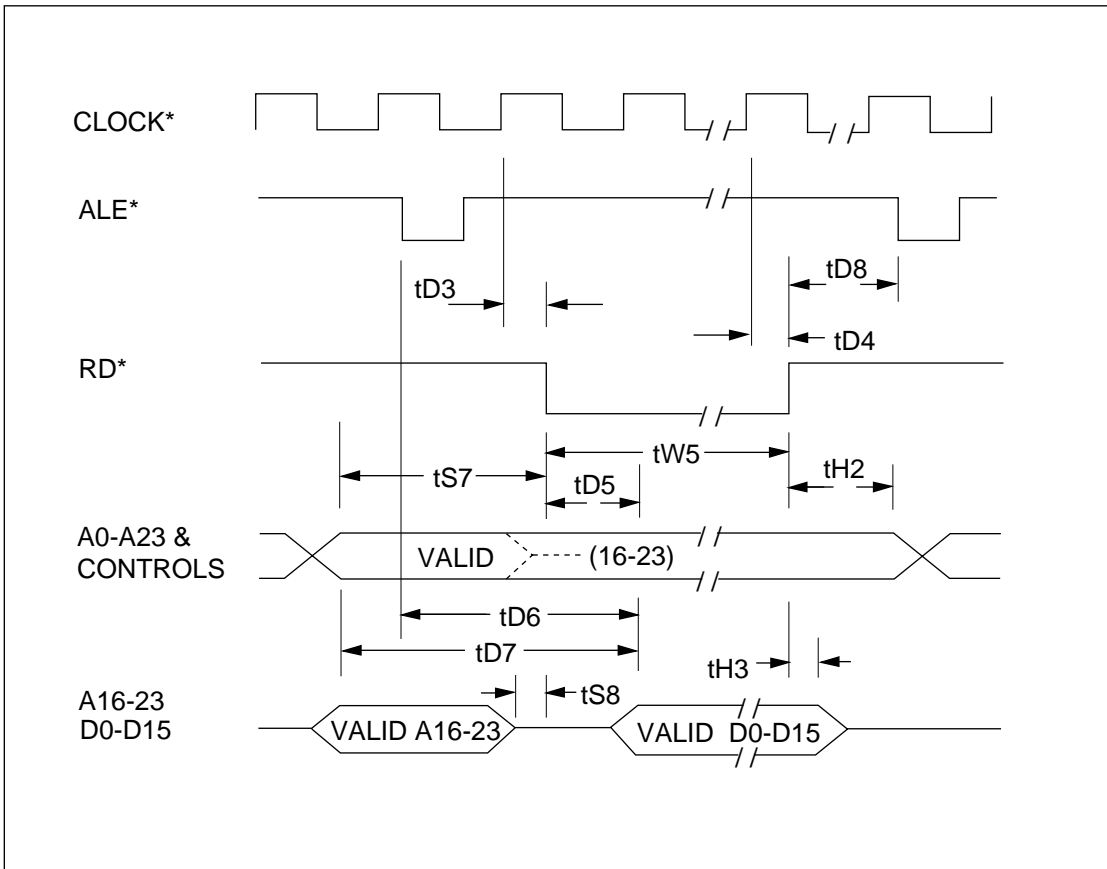 CLOCK*
ALE*
tD8
tD3
tD4
RD*
tW5
tS7
tD5
tH2
A0-A23 &
CONTROLS
VALID
(16-23)
tD6
tD7
tH3
tS8
A16-23
D0-D15
VALID A16-23
VALID D0-D15